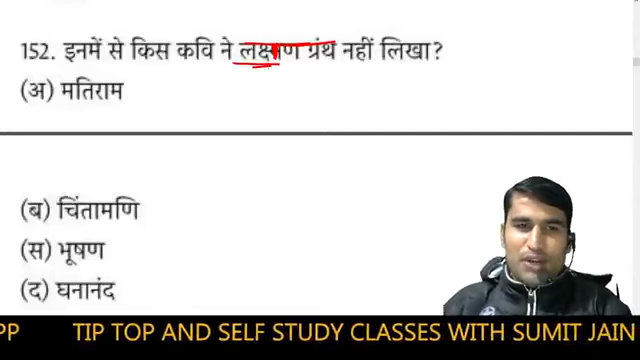 152. इनमें से किस कवि ने लक्षण ग्रंथ नहीं लिखा?
(अ) मतिराम
(ब) चिंतामणि
(स) भूषण
(द) घनानंद
PP TIP TOP AND SELF STUDY CLASSES WITH SUMIT JAIN